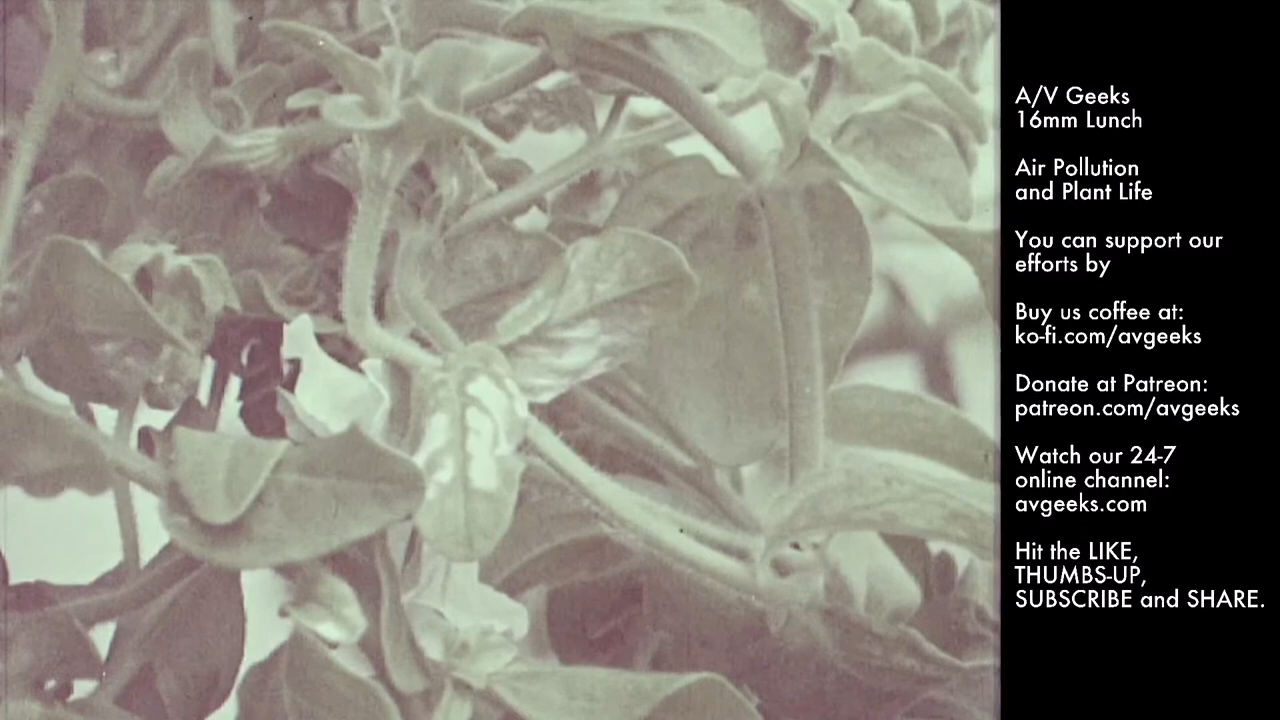 A/V Geeks
16mm Lunch
Air Pollution
and Plant Life
You can support our
efforts by
Buy us coffee at:
ko-fi.com/avgeeks
Donate at Patreon:
patreon.com/avgeeks
Watch our 24-7
online channel:
avgeeks.com
Hit the LIKE,
THUMBS-UP,
SUBSCRIBE and SHARE.